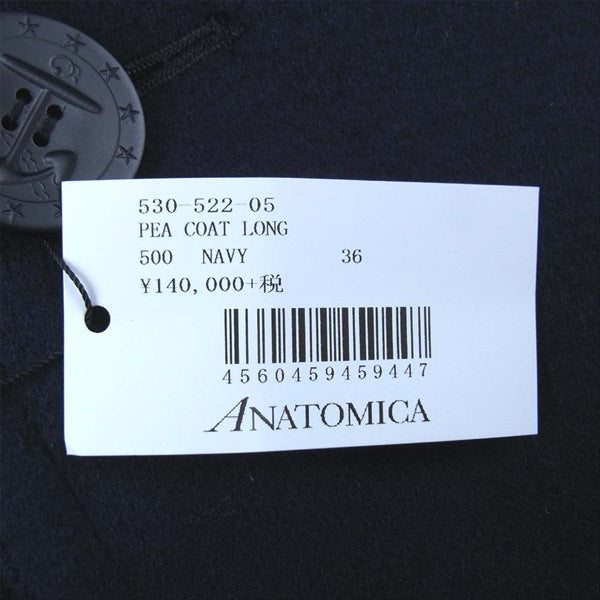 530-522-05
PEA COAT LONG
500 NAVY 36
¥140,000+税
4560459459447
ANATOMICA